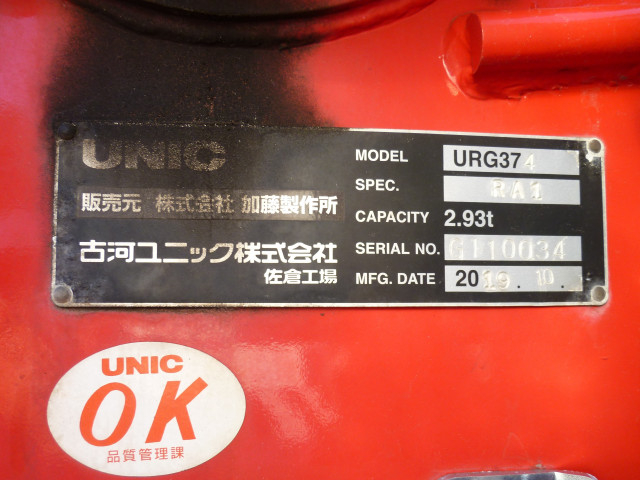 UNIC
販売元 株式会社 加藤製作所
古河ユニック株式会社
佐倉工場
MODEL URG374
SPEC. RA1
CAPACITY 2.93t
SERIAL NO.
MFG. DATE 2019.10.
UNIC
OK
品質管理課